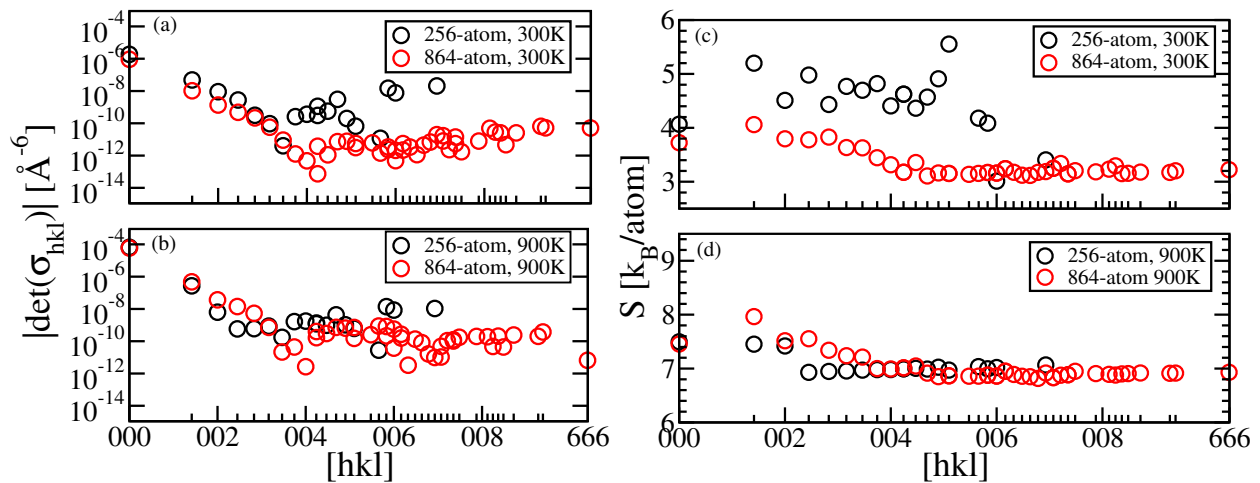 (a)
256-atom, 300K
864-atom, 300K
10^-4
10^-6
10^-8
10^-10
10^-12
10^-14
(b)
256-atom, 900K
864-atom, 900K
10^-4
10^-6
10^-8
10^-10
10^-12
10^-14
|det(σ_hkl)| [Å^-6]
000 002 004 006 008 666
[hkl]
(c)
256-atom, 300K
864-atom, 300K
6
5
4
3
(d)
256-atom, 900K
864-atom 900K
9
8
7
6
S [k_B/atom]
000 002 006 008 666
[hkl]